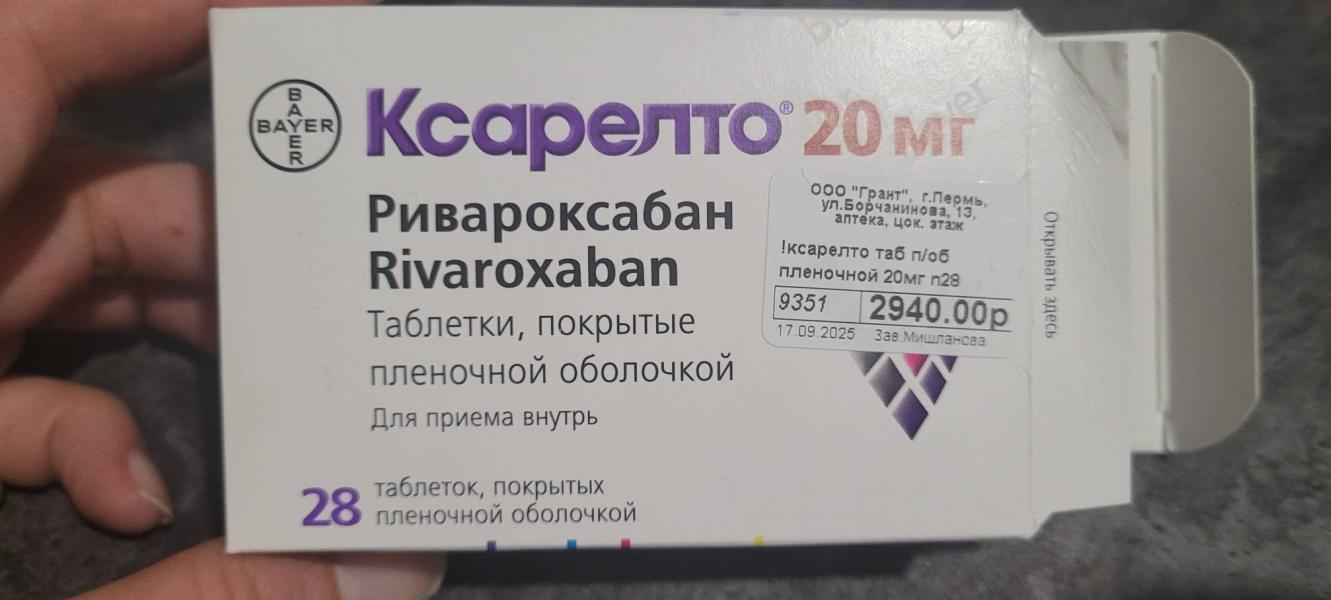 BAYER
BAYER
Ксарелто® 20 мг
Ривароксабан
Rivaroxaban
Таблетки, покрытые
пленочной оболочкой
Для приема внутрь
28 таблеток, покрытых
пленочной оболочкой
ООО "Грант", г.Пермь,
ул.Борчанинова, 13,
аптека, цок. этаж
!ксарелто таб п/об
пленочной 20мг n28
9351 2940.00р
17.09.2025 Зав.Мишланова
Открывать здесь